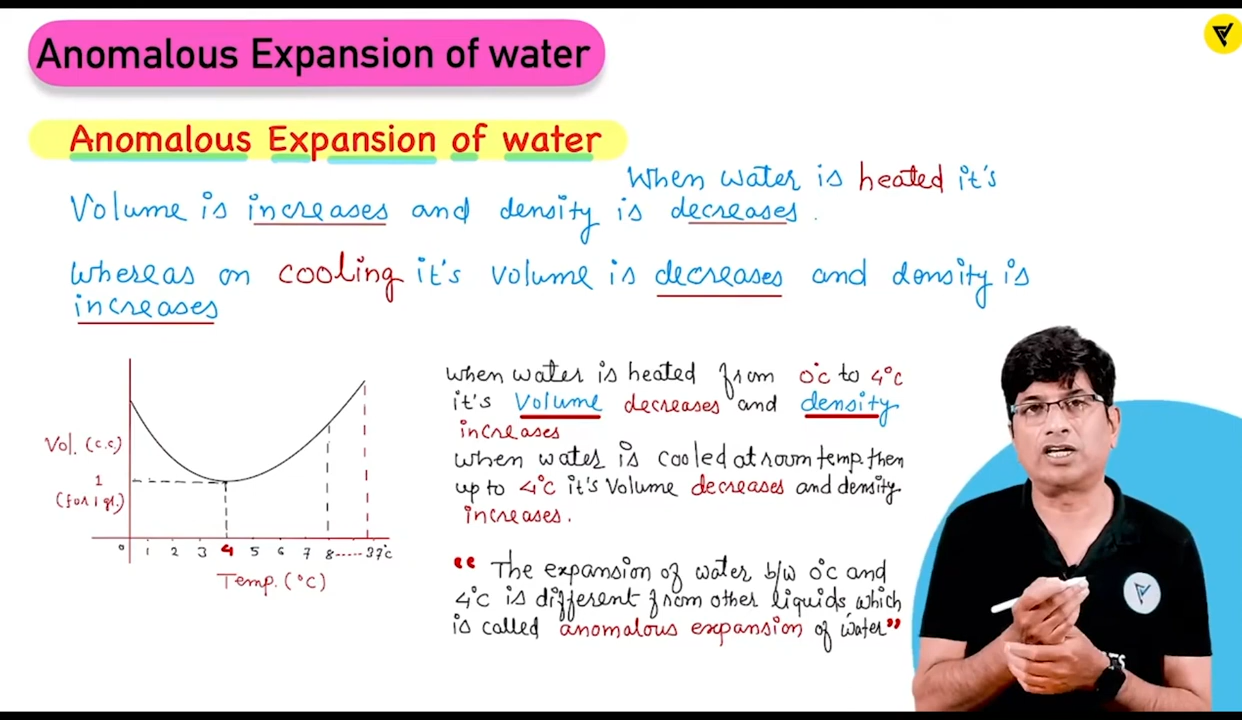 Anomalous Expansion of water
Anomalous Expansion of water
When water is heated it's
Volume is increases and density is decreases.
whereas on cooling it's volume is decreases and density is
increases
Vol. (c.c)
1
(for 1 gr.)
0 1 2 3 4 5 6 7 8......37°c
Temp. (°C)
when water is heated from 0°c to 4°c
it's Volume decreases and density
increases
when water is cooled at room temp. then
up to 4°c it's volume decreases and density
increases.
"The expansion of water b/w 0°c and
4°c is different from other liquids which
is called anomalous expansion of water"